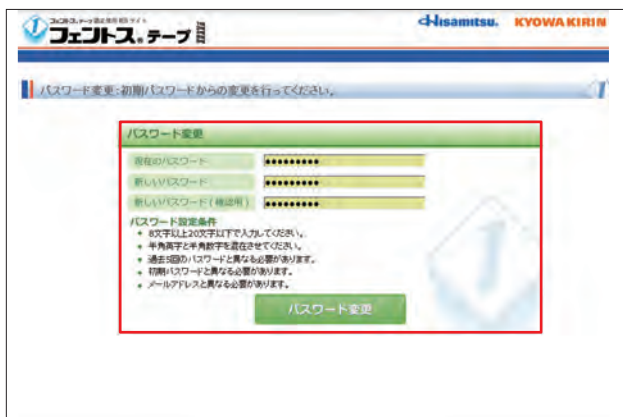 フェントス®テープ
Hisamitsu. KYOWA KIRIN
パスワード変更:初期パスワードからの変更を行ってください。
パスワード変更
現在のパスワード
新しいパスワード
新しいパスワード(確認用)
パスワード設定条件
8文字以上20文字以下で入力してください。
半角英字と半角数字を混在させてください。
過去5回のパスワードと異なる必要があります。
初期パスワードと異なる必要があります。
メールアドレスと異なる必要があります。
パスワード変更